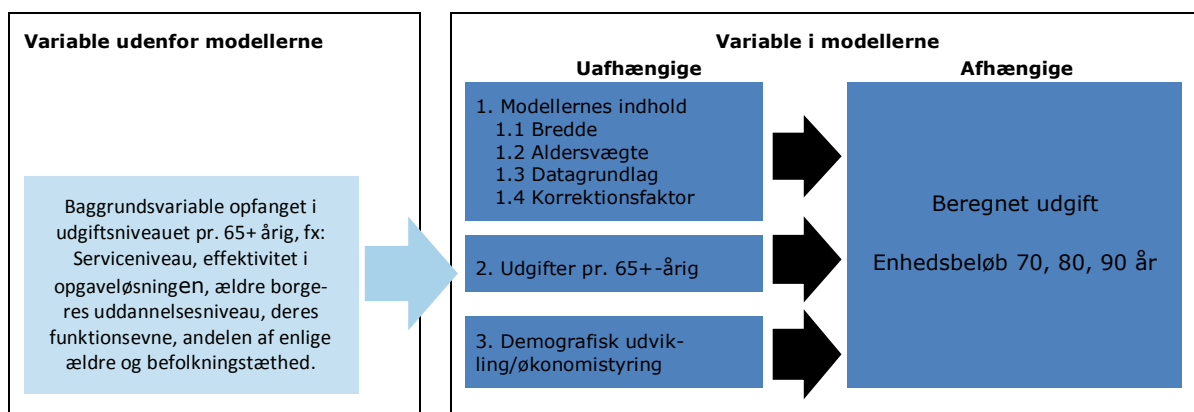 Variable udenfor modellerne
Baggrundsvariable opfanget i
udgiftsniveauet pr. 65+ årig, fx:
Serviceniveau, effektivitet i
opgaveløsningen, ældre borge-
res uddannelsesniveau, deres
funktionsevne, andelen af enlige
ældre og befolkningstæthed.
Variable i modellerne
Uafhængige
1. Modellernes indhold
1.1 Bredde
1.2 Aldersvægte
1.3 Datagrundlag
1.4 Korrektionsfaktor
2. Udgifter pr. 65+-årig
3. Demografisk udvik-
ling/økonomistyring
Afhængige
Beregnet udgift
Enhedsbeløb 70, 80, 90 år